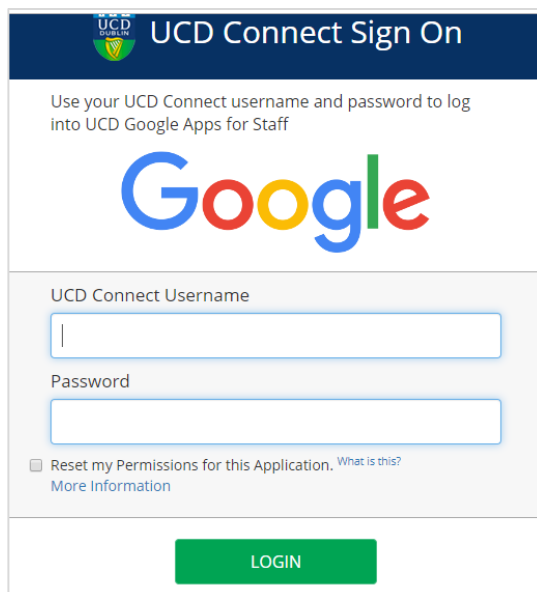 UCD
DUBLIN
UCD Connect Sign On
Use your UCD Connect username and password to log
into UCD Google Apps for Staff
Google
UCD Connect Username
Password
Reset my Permissions for this Application. What is this?
More Information
LOGIN